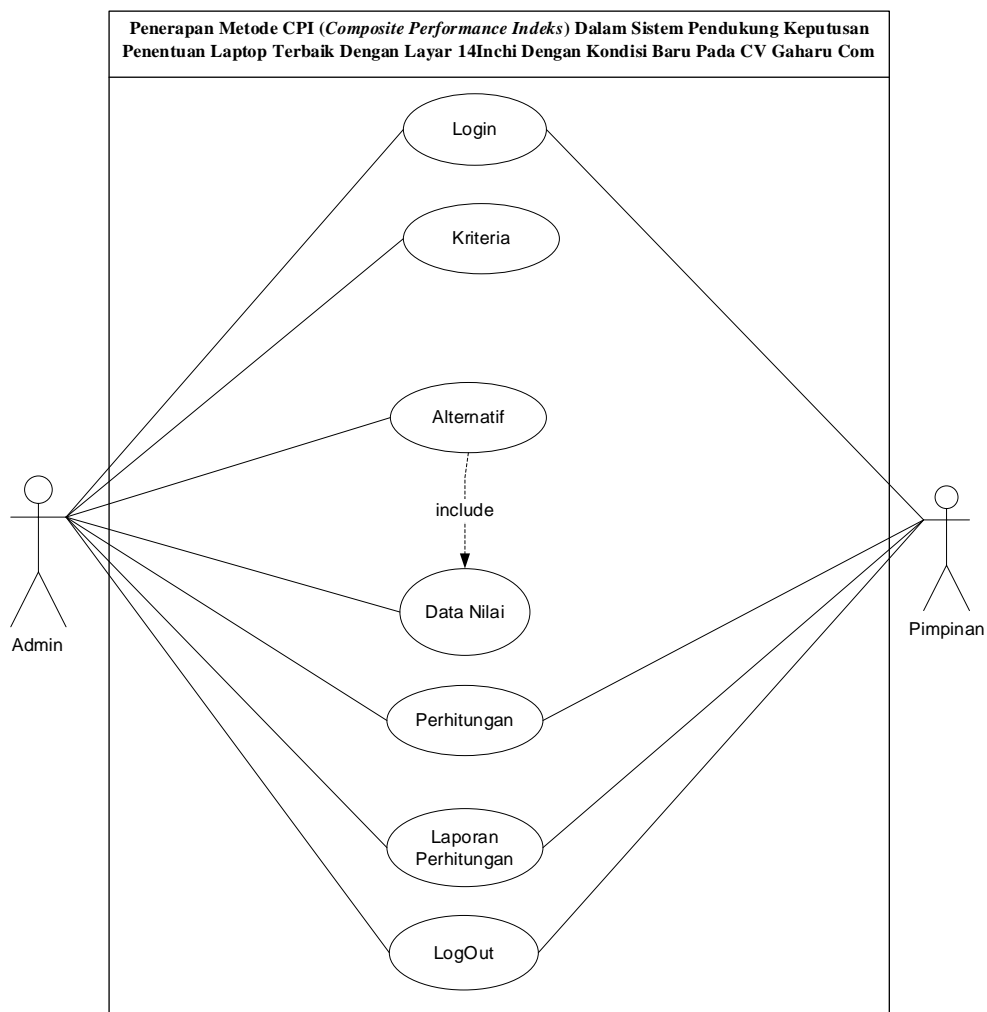 Penerapan Metode CPI (Composite Performance Indeks) Dalam Sistem Pendukung Keputusan
Penentuan Laptop Terbaik Dengan Layar 14Inchi Dengan Kondisi Baru Pada CV Gaharu Com
Login
Kriteria
Alternatif
include
Data Nilai
Admin
Pimpinan
Perhitungan
Laporan
Perhitungan
LogOut